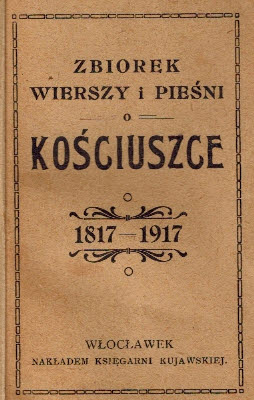 ZBIOREK
WIERSZY i PIEŚNI
o
KOŚCIUSZCE
1817—1917
WŁOCŁAWEK
NAKŁADEM KSIĘGARNI KUJAWSKIEJ.